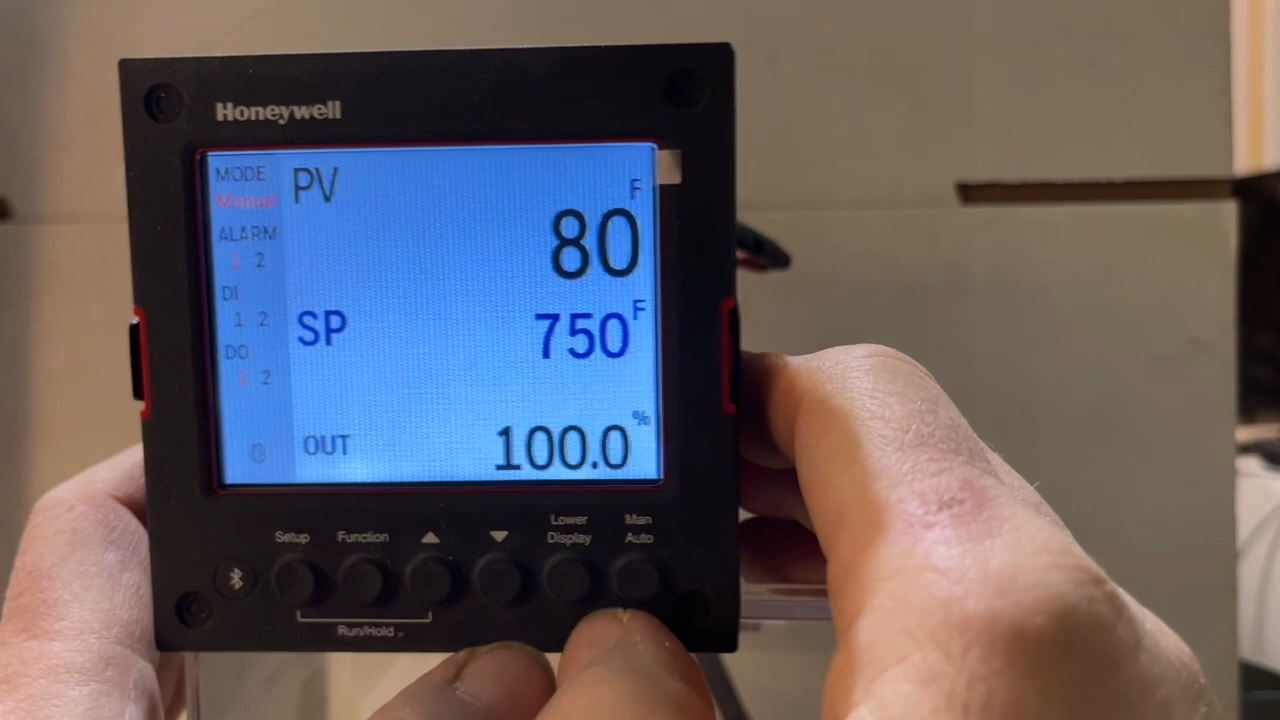 Honeywell
MODE
Manual
ALARM
1 2
DI
1 2
DO
1 2
0
PV
F
80
SP
750 F
OUT
100.0 %
Setup Function ▲ ▼ Lower Display Man Auto
Run/Hold